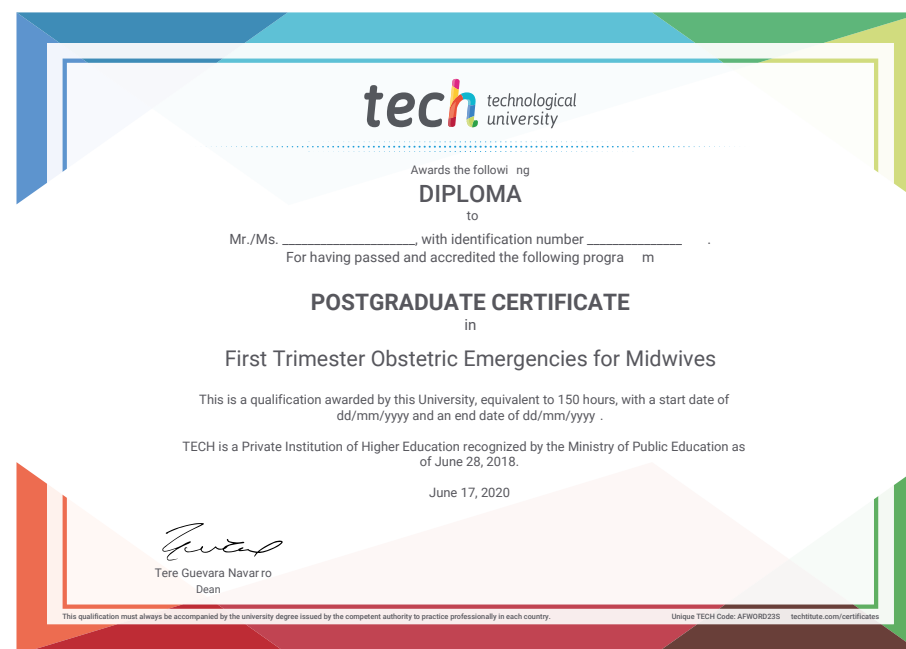 tech technological
university
Awards the followi ng
DIPLOMA
to
Mr./Ms. _____________________, with identification number _______________ .
For having passed and accredited the following progra m
POSTGRADUATE CERTIFICATE
in
First Trimester Obstetric Emergencies for Midwives
This is a qualification awarded by this University, equivalent to 150 hours, with a start date of
dd/mm/yyyy and an end date of dd/mm/yyyy .
TECH is a Private Institution of Higher Education recognized by the Ministry of Public Education as
of June 28, 2018.
June 17, 2020
Tere Guevara Navar ro
Dean
This qualification must always be accompanied by the university degree issued by the competent authority to practice professionally in each country.
Unique TECH Code: AFWORD23S techtitute.com/certificates